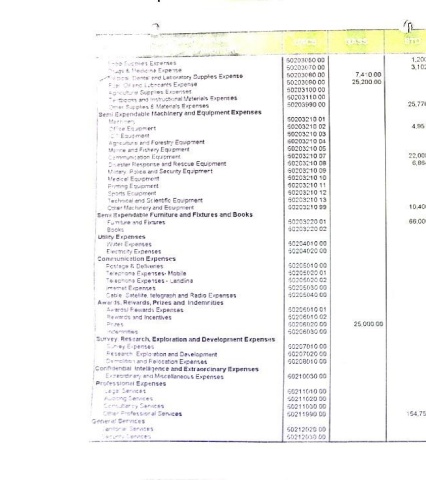 Food Supplies Expenses 50203050 00 1,200
Drugs & Medicine Expense 50203070 00 3,102
Medical, Dental and Laboratory Supplies Expense 50203080 00 7,410.00
Fuel, Oil and Lubricants Expense 50203090 00 25,200.00
Agriculture Supplies Expenses 50203100 00
Textbooks and Instructional Materials Expenses 50203110 00
Other Supplies & Materials Expenses 50203990 00
Semi Expendable Machinery and Equipment Expenses
Machinery 50203210 01
Office Equipment 50203210 02
ICT Equipment 50203210 03
Agricultural and Forestry Equipment 50203210 04
Marine and Fishery Equipment 50203210 05
Communication Equipment 50203210 07 22,000
Disaster Response and Rescue Equipment 50203210 08
Military, Police and Security Equipment 50203210 09
Medical Equipment 50203210 10
Printing Equipment 50203210 11
Sports Equipment 50203210 12
Technical and Scientific Equipment 50203210 13
Other Machinery and Equipment 50203210 99
Semi Expendable Furniture and Fixtures and Books
Furniture and Fixtures 50203220 01
Books 50203220 02
Utility Expenses
Water Expenses 50204010 00
Electricity Expenses 50204020 00
Communication Expenses
Postage & Deliveries 50205010 00
Telephone Expenses- Mobile 50205020 01
Telephone Expenses - Landline 50205020 02
Internet Expenses 50205030 00
Cable, Satellite, telegraph and Radio Expenses 50205040 00
Awards, Rewards, Prizes and Indemnities
Awards/ Rewards Expenses 50206010 01
Rewards and Incentives 50206010 02
Prizes 50206020 00 25,000.00
Indemnities 50206030 00
Survey, Research, Exploration and Development Expenses
Survey Expenses 50207010 00
Research, Exploration and Development 50207020 00
Demolition and Relocation Expenses 50208010 00
Confidential, Intelligence and Extraordinary Expenses
Extraordinary and Miscellaneous Expenses 50210030 00
Professional Expenses
Legal Services 50211010 00
Auditing Services 50211020 00
Consultancy Services 50211030 00
Other Professional Services 50211990 00
General Services
Janitorial Services 50212020 00
Security Services 50212030 00